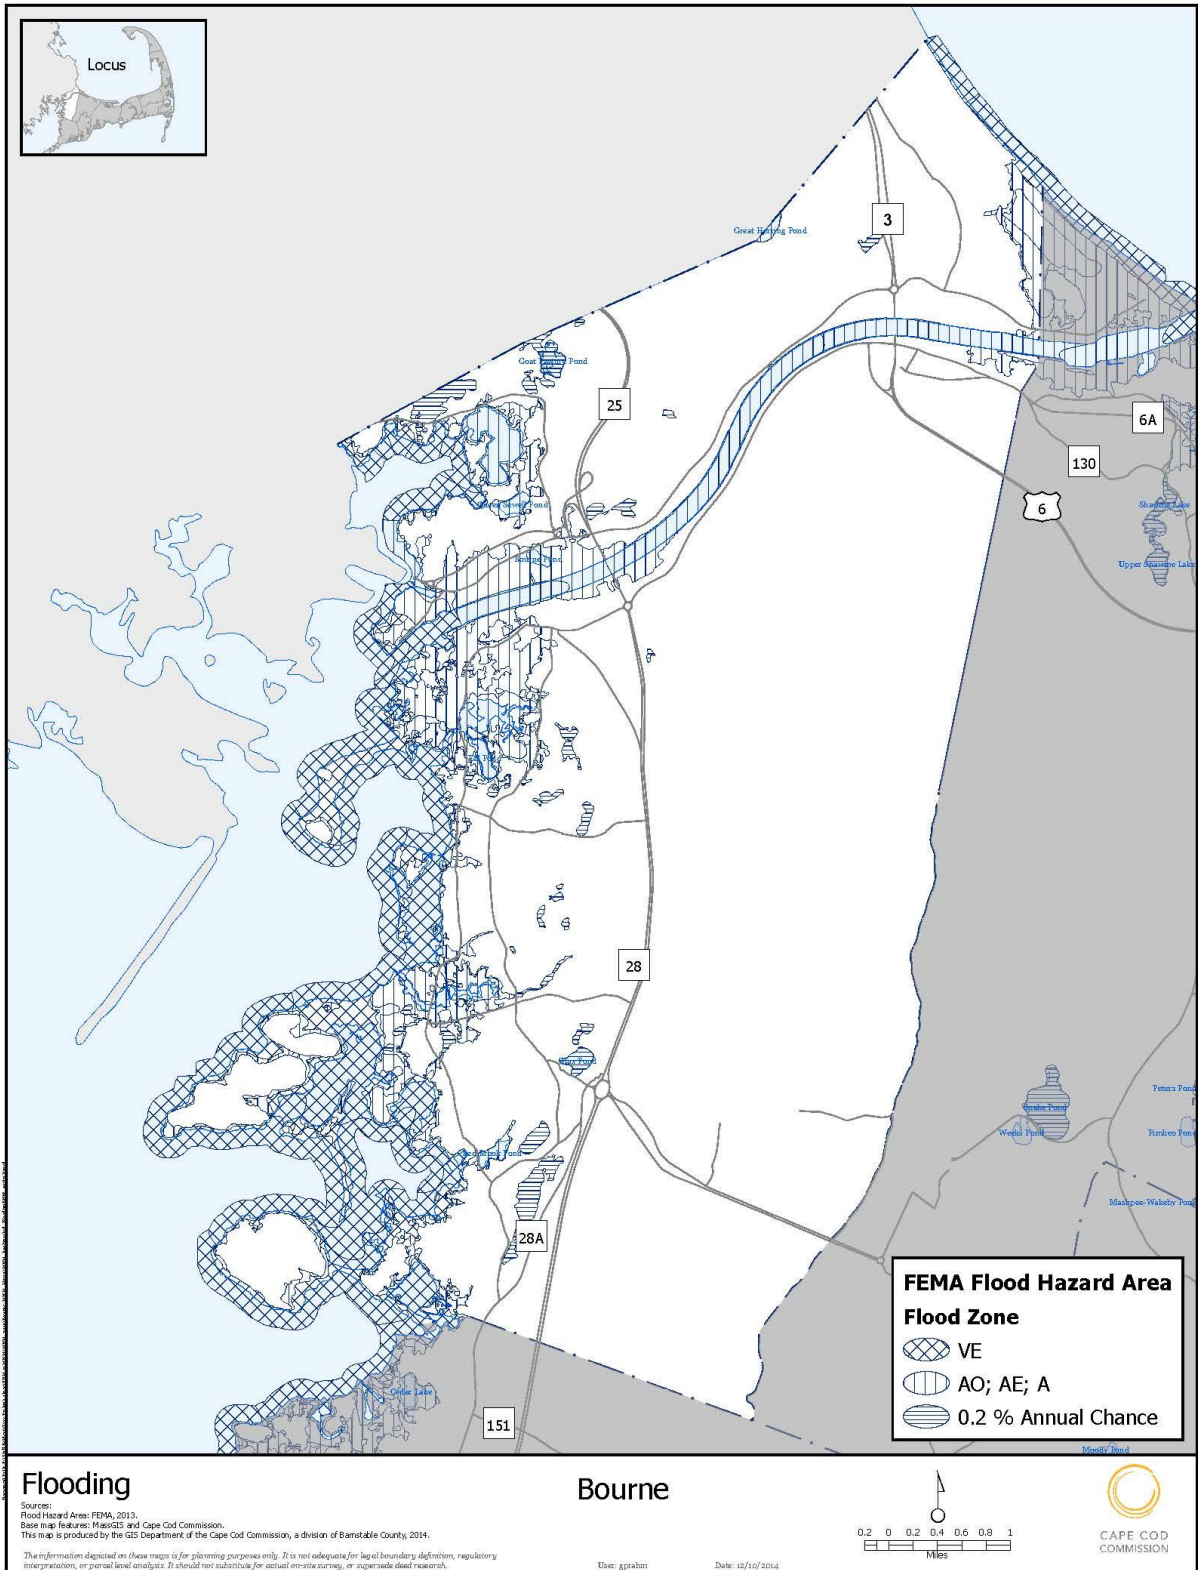 Locus
Great Herring Pond
3
Goat Pasture Pond
25
6A
130
6
Shawme Lake
Upper Shawme Lake
Bourne Pond
28
Flax Pond
Snake Pond
Weeks Pond
Peters Pond
Pimlico Pond
Red Brook Pond
Mashpee-Wakeby Pond
28A
Cedar Lake
151
Moody Pond
FEMA Flood Hazard Area
Flood Zone
VE
AO; AE; A
0.2 % Annual Chance
Flooding
Sources:
Flood Hazard Area: FEMA, 2013.
Base map features: MassGIS and Cape Cod Commission.
This map is produced by the GIS Department of the Cape Cod Commission, a division of Barnstable County, 2014.
The information depicted on these maps is for planning purposes only. It is not adequate for legal boundary definition, regulatory
interpretation, or parcel level analysis. It should not substitute for actual on-site survey, or supersede deed research.
Bourne
User: gprahm
Date: 12/10/2014
0.2 0 0.2 0.4 0.6 0.8 1
Miles
CAPE COD
COMMISSION